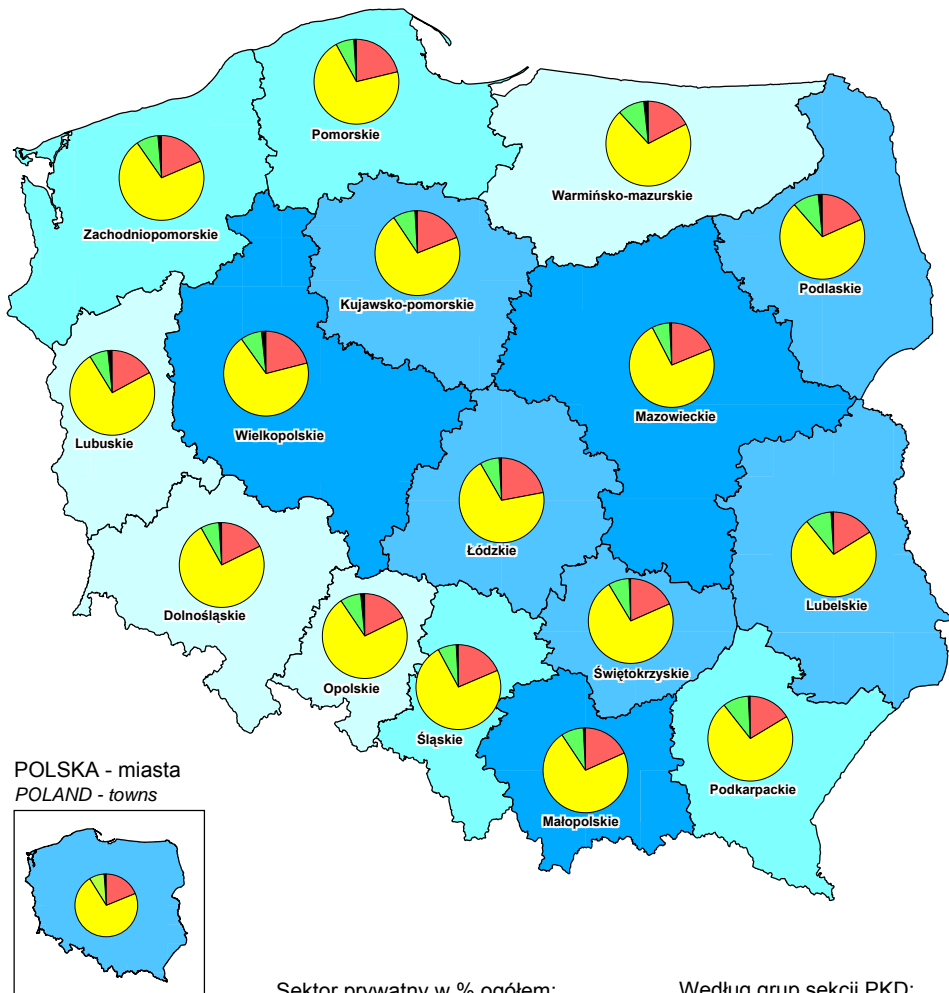 Pomorskie
Warmińsko-mazurskie
Zachodniopomorskie
Podlaskie
Kujawsko-pomorskie
Mazowieckie
Wielkopolskie
Lubuskie
Łódzkie
Lubelskie
Dolnośląskie
Świętokrzyskie
Opolskie
Śląskie
Podkarpackie
Małopolskie
POLSKA - miasta
POLAND - towns
Sektor prywatny w % ogółem:
Według grup sekcji PKD: